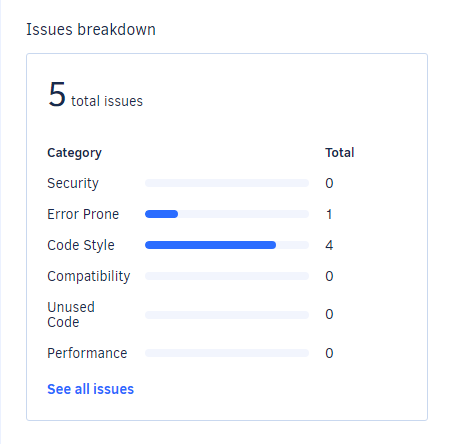 Issues breakdown
5 total issues
Category Total
Security 0
Error Prone 1
Code Style 4
Compatibility 0
Unused
Code 0
Performance 0
See all issues